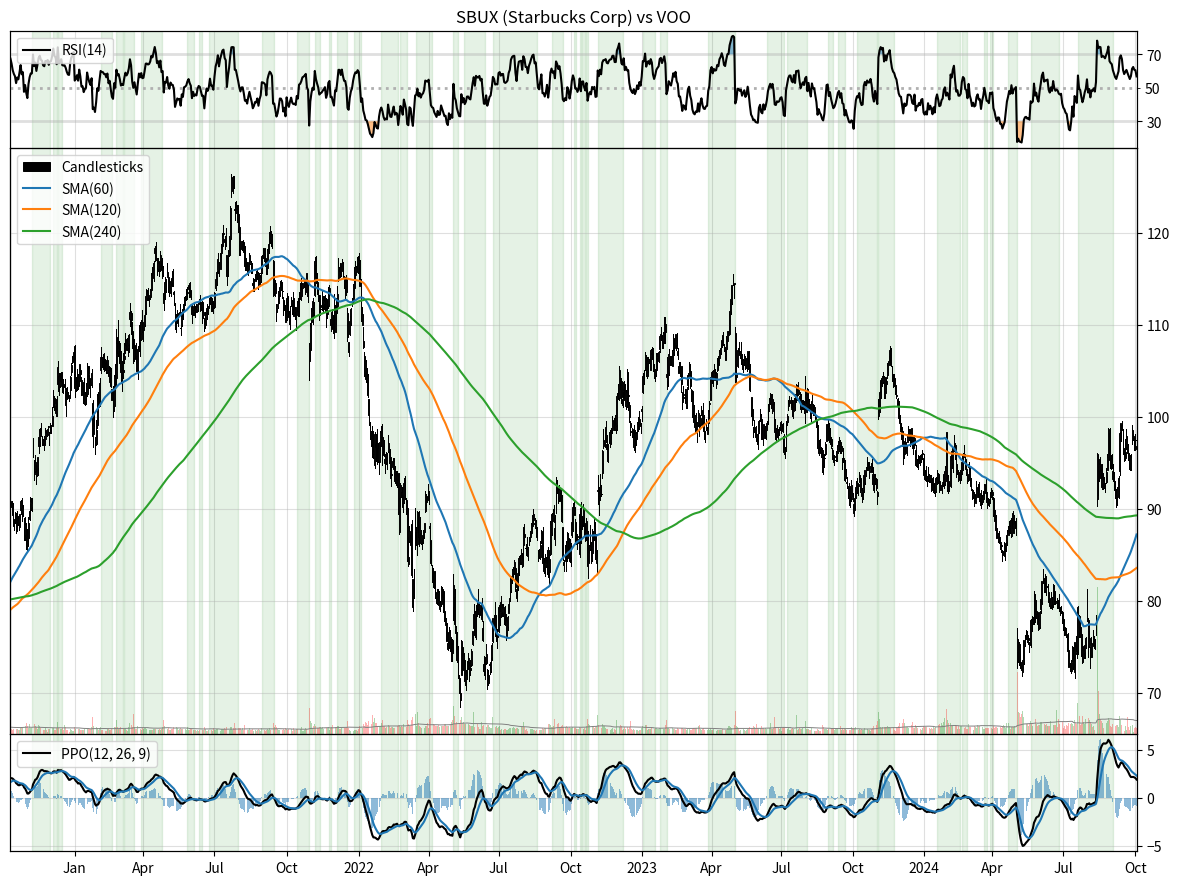 SBUX (Starbucks Corp) vs VOO
RSI(14)
70
50
30
Candlesticks
SMA(60)
SMA(120)
SMA(240)
120
110
100
90
80
70
PPO(12, 26, 9)
5
0
−5
Jan Apr Jul Oct 2022 Apr Jul Oct 2023 Apr Jul Oct 2024 Apr Jul Oct